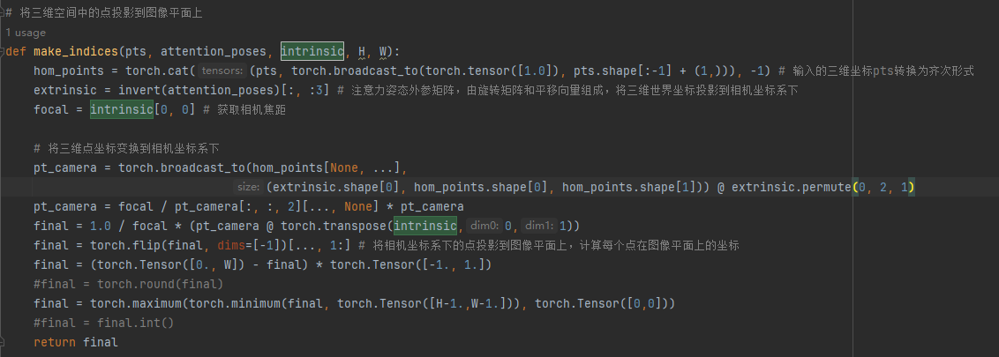 # 将三维空间中的点投影到图像平面上
1 usage
def make_indices(pts, attention_poses, intrinsic, H, W):
hom_points = torch.cat( tensors: (pts, torch.broadcast_to(torch.tensor([1.0]), pts.shape[:-1] + (1,))), -1) # 输入的三维坐标pts转换为齐次形式
extrinsic = invert(attention_poses)[:, :3] # 注意力姿态外参矩阵，由旋转矩阵和平移向量组成，将三维世界坐标投影到相机坐标系下
focal = intrinsic[0, 0] # 获取相机焦距
# 将三维点坐标变换到相机坐标系下
pt_camera = torch.broadcast_to(hom_points[None, ...],
size: (extrinsic.shape[0], hom_points.shape[0], hom_points.shape[1])) @ extrinsic.permute(0, 2, 1)
pt_camera = focal / pt_camera[:, :, 2][..., None] * pt_camera
final = 1.0 / focal * (pt_camera @ torch.transpose(intrinsic, dim0: 0, dim1: 1))
final = torch.flip(final, dims=[-1])[..., 1:] # 将相机坐标系下的点投影到图像平面上，计算每个点在图像平面上的坐标
final = (torch.Tensor([0., W]) - final) * torch.Tensor([-1., 1.])
#final = torch.round(final)
final = torch.maximum(torch.minimum(final, torch.Tensor([H-1.,W-1.])), torch.Tensor([0,0]))
#final = final.int()
return final